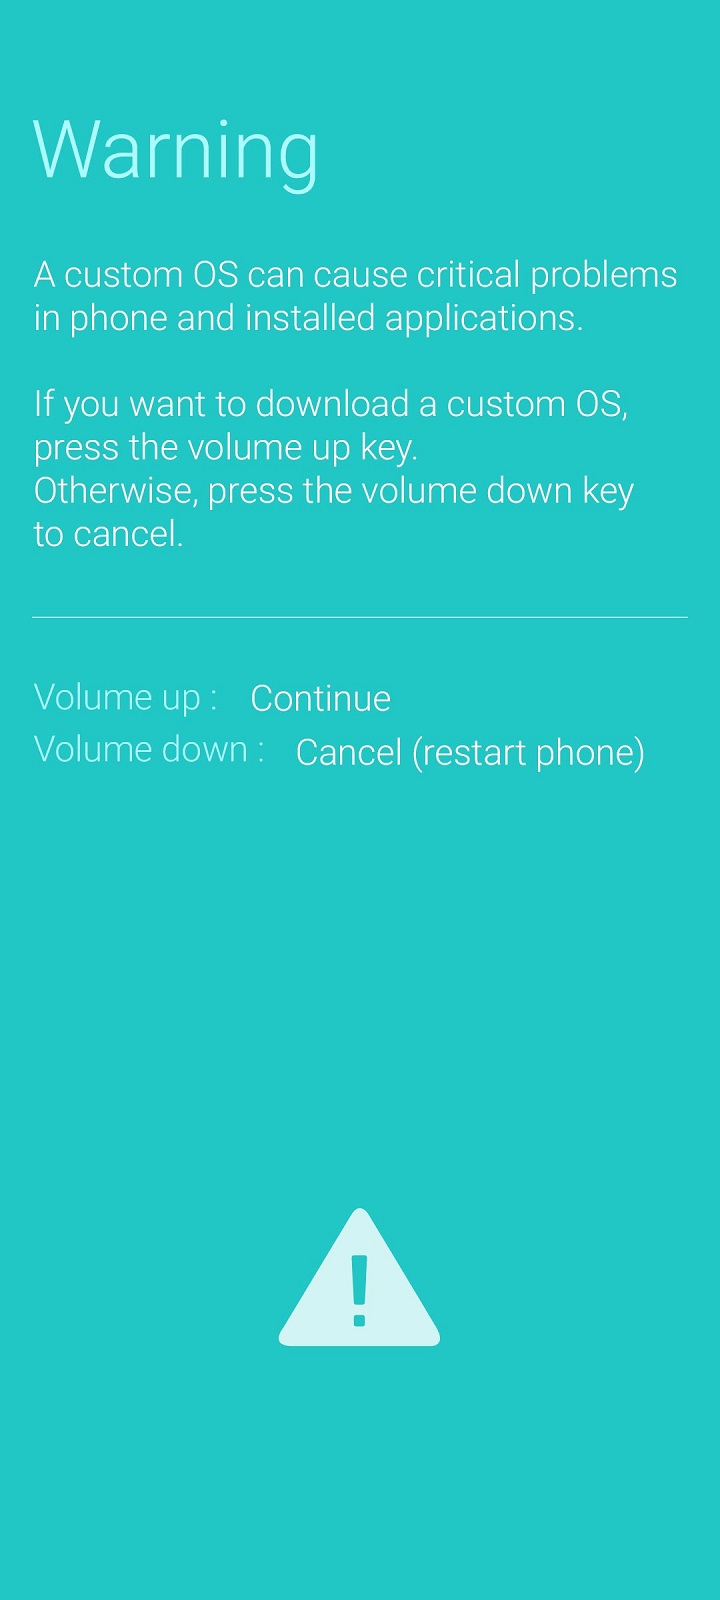 Warning
A custom OS can cause critical problems
in phone and installed applications.
If you want to download a custom OS,
press the volume up key.
Otherwise, press the volume down key
to cancel.
Volume up : Continue
Volume down : Cancel (restart phone)